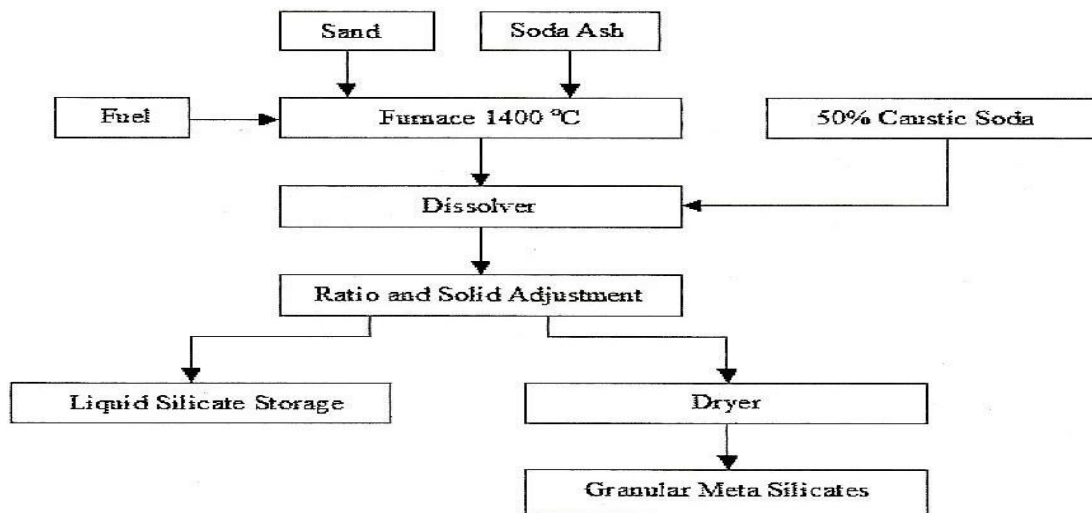 Sand
Soda Ash
Fuel
Furnace 1400 °C
50% Caustic Soda
Dissolver
Ratio and Solid Adjustment
Liquid Silicate Storage
Dryer
Granular Meta Silicates